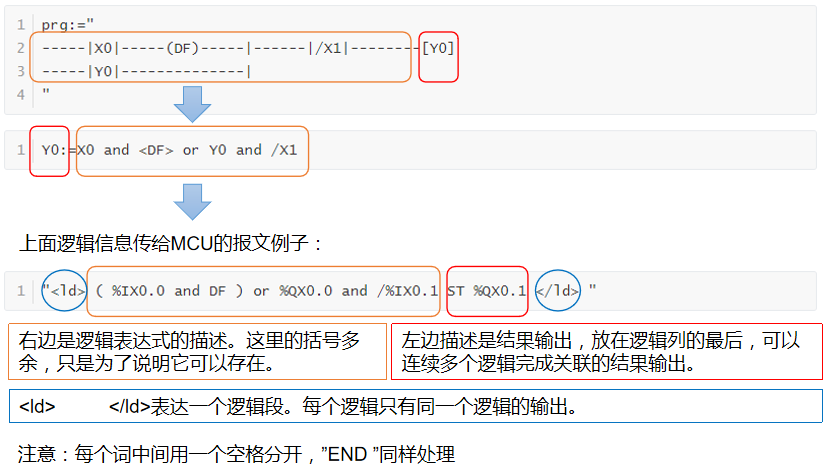 1 prg:="
2 -----|X0|-----(DF)-----|------|/X1|--------[Y0]
3 -----|Y0|--------------|
4 "
1 Y0:=X0 and <DF> or Y0 and /X1
上面逻辑信息传给MCU的报文例子：
1 "<ld> ( %IX0.0 and DF ) or %QX0.0 and /%IX0.1 ST %QX0.1 </ld> "
右边是逻辑表达式的描述。这里的括号多
余，只是为了说明它可以存在。
左边描述是结果输出，放在逻辑列的最后，可以
连续多个逻辑完成关联的结果输出。
<ld> </ld>表达一个逻辑段。每个逻辑只有同一个逻辑的输出。
注意：每个词中间用一个空格分开，”END ”同样处理